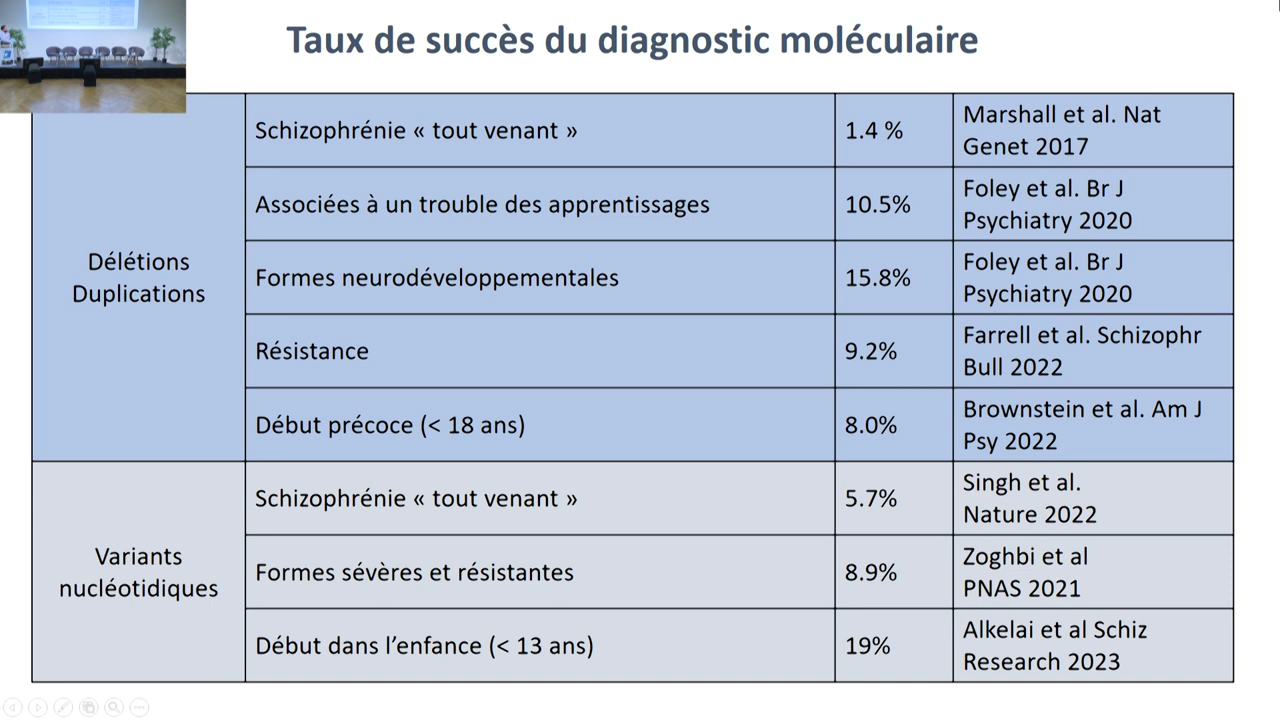 Taux de succès du diagnostic moléculaire
Délétions
Duplications
Schizophrénie « tout venant »
1.4 %
Marshall et al. Nat
Genet 2017
Associées à un trouble des apprentissages
10.5%
Foley et al. Br J
Psychiatry 2020
Formes neurodéveloppementales
15.8%
Foley et al. Br J
Psychiatry 2020
Résistance
9.2%
Farrell et al. Schizophr
Bull 2022
Début précoce (< 18 ans)
8.0%
Brownstein et al. Am J
Psy 2022
Variants
nucléotidiques
Schizophrénie « tout venant »
5.7%
Singh et al.
Nature 2022
Formes sévères et résistantes
8.9%
Zoghbi et al
PNAS 2021
Début dans l’enfance (< 13 ans)
19%
Alkelai et al Schiz
Research 2023